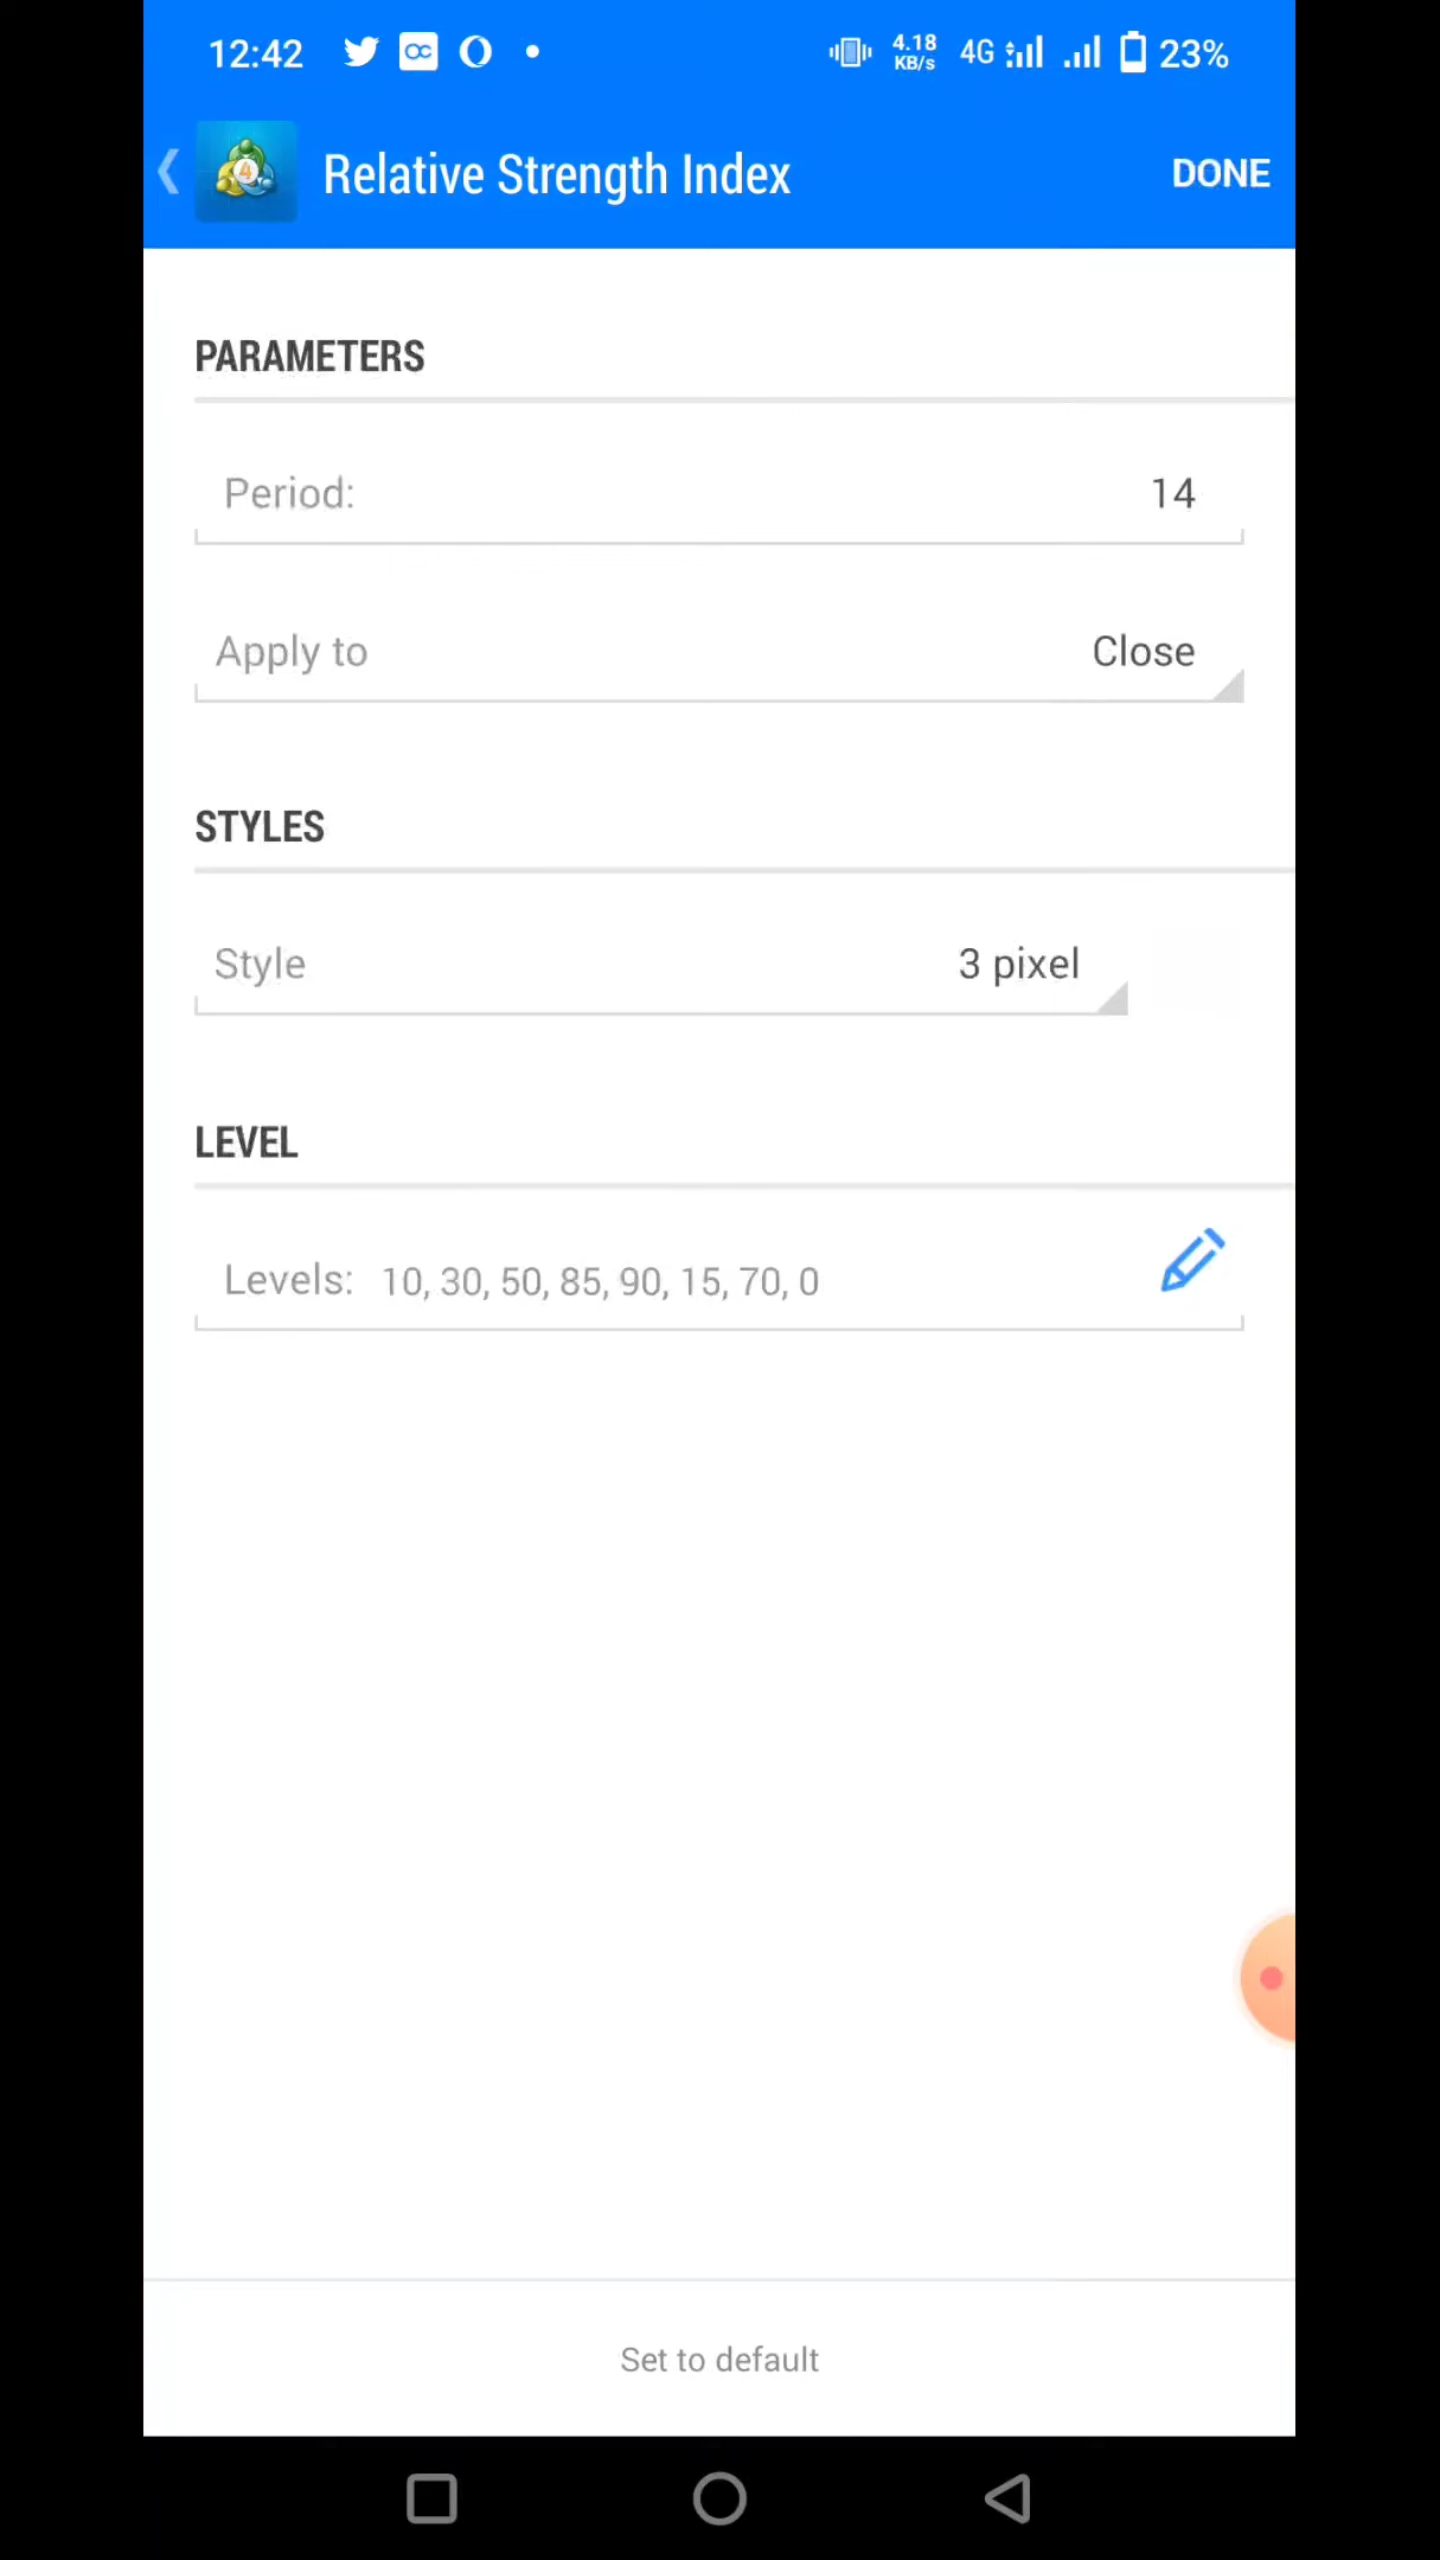 12:42 4.18 KB/s 4G 23%
4 Relative Strength Index DONE
PARAMETERS
Period: 14
Apply to Close
STYLES
Style 3 pixel
LEVEL
Levels: 10, 30, 50, 85, 90, 15, 70, 0
Set to default